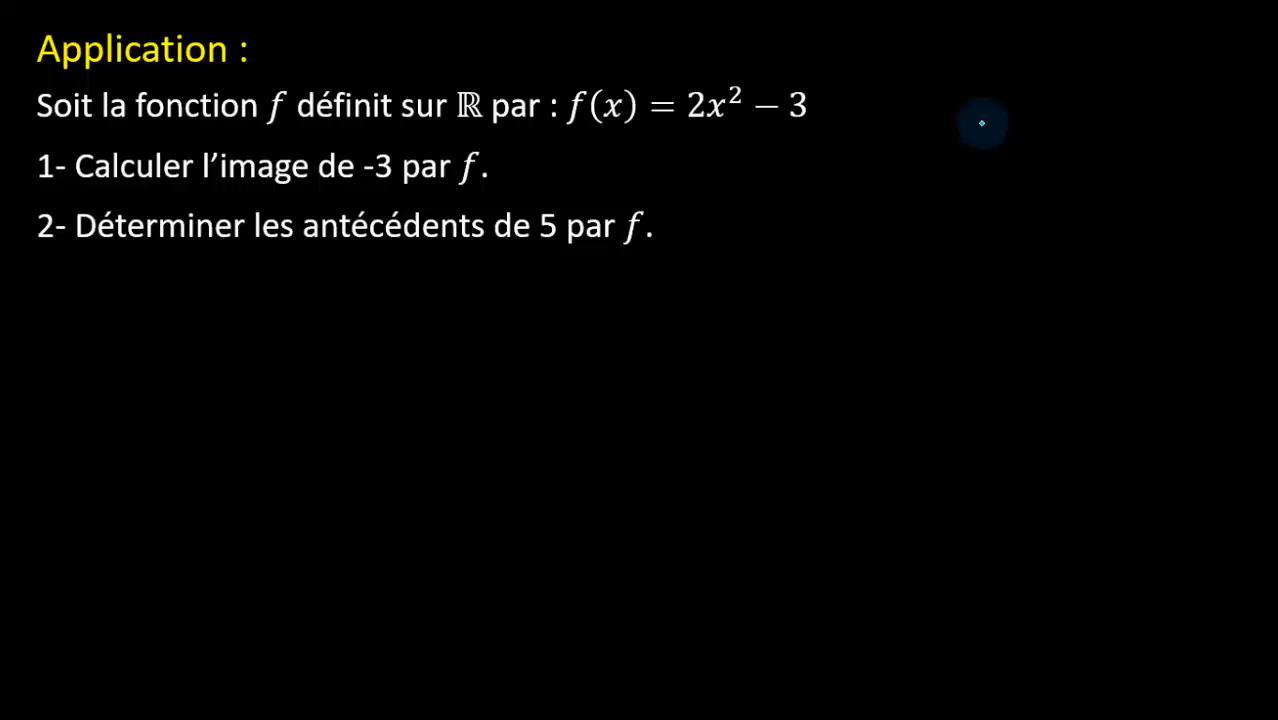 Application :
Soit la fonction 𝑓 définit sur ℝ par : 𝑓(𝑥) = 2𝑥² − 3
1- Calculer l’image de -3 par 𝑓.
2- Déterminer les antécédents de 5 par 𝑓.